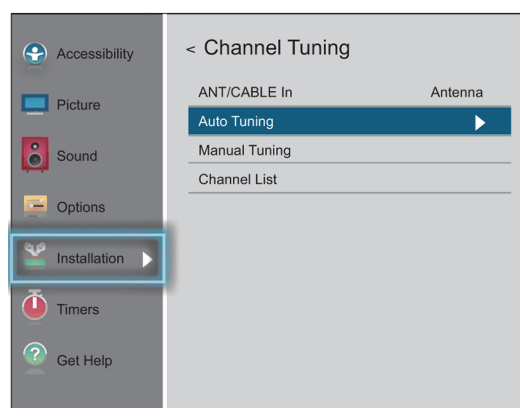 Accessibility
Picture
Sound
Options
Installation
Timers
? Get Help
< Channel Tuning
ANT/CABLE In Antenna
Auto Tuning
Manual Tuning
Channel List